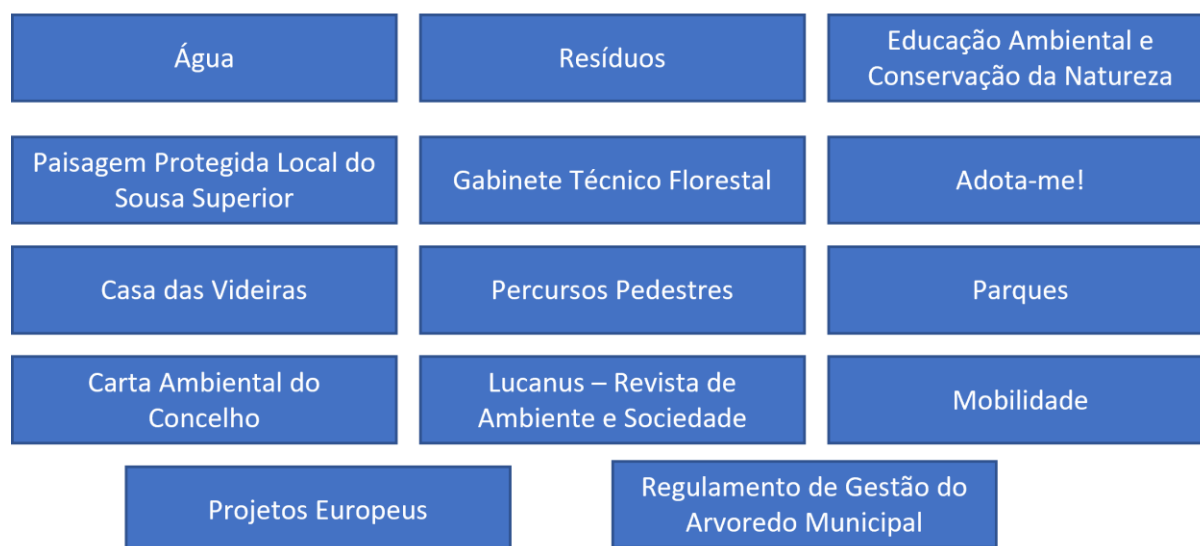 Água
Resíduos
Educação Ambiental e
Conservação da Natureza
Paisagem Protegida Local do
Sousa Superior
Gabinete Técnico Florestal
Adota-me!
Casa das Videiras
Percursos Pedestres
Parques
Carta Ambiental do
Concelho
Lucanus – Revista de
Ambiente e Sociedade
Mobilidade
Projetos Europeus
Regulamento de Gestão do
Arvoredo Municipal